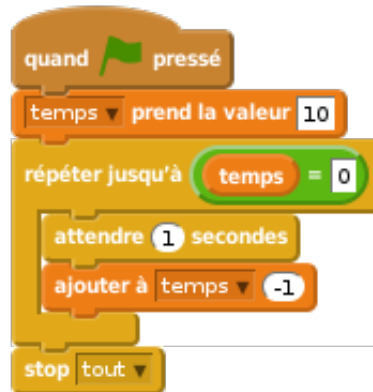 quand pressé
temps prend la valeur 10
répéter jusqu'à temps = 0
attendre 1 secondes
ajouter à temps -1
stop tout